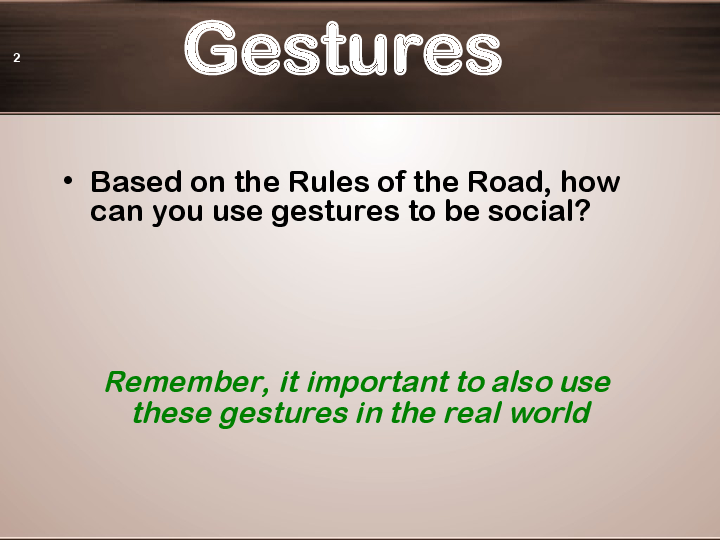 2
Gestures
• Based on the Rules of the Road, how
can you use gestures to be social?
Remember, it important to also use
these gestures in the real world